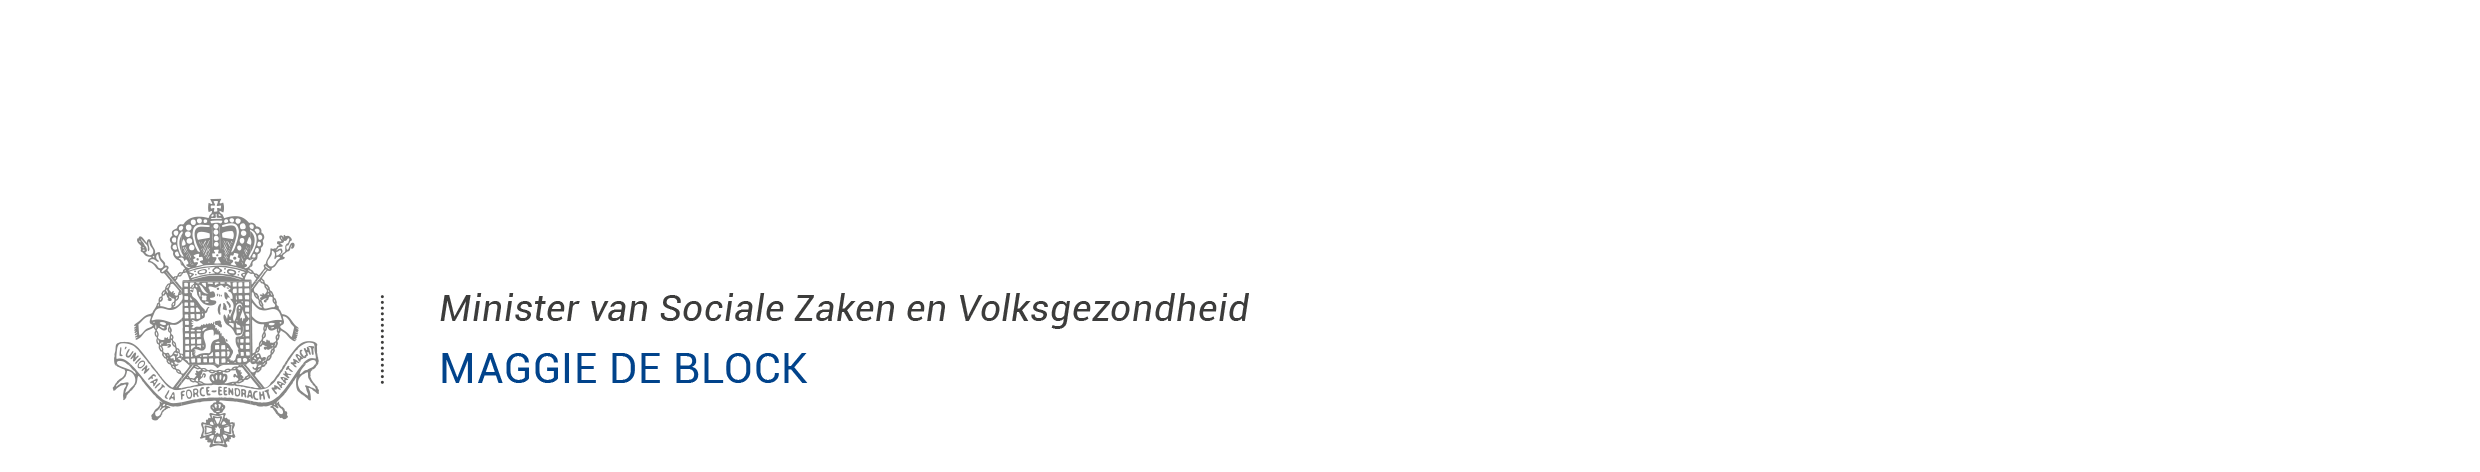 Minister van Sociale Zaken en Volksgezondheid
MAGGIE DE BLOCK
L'UNION FAIT LA FORCE-EENDRACHT MAAKT MACHT